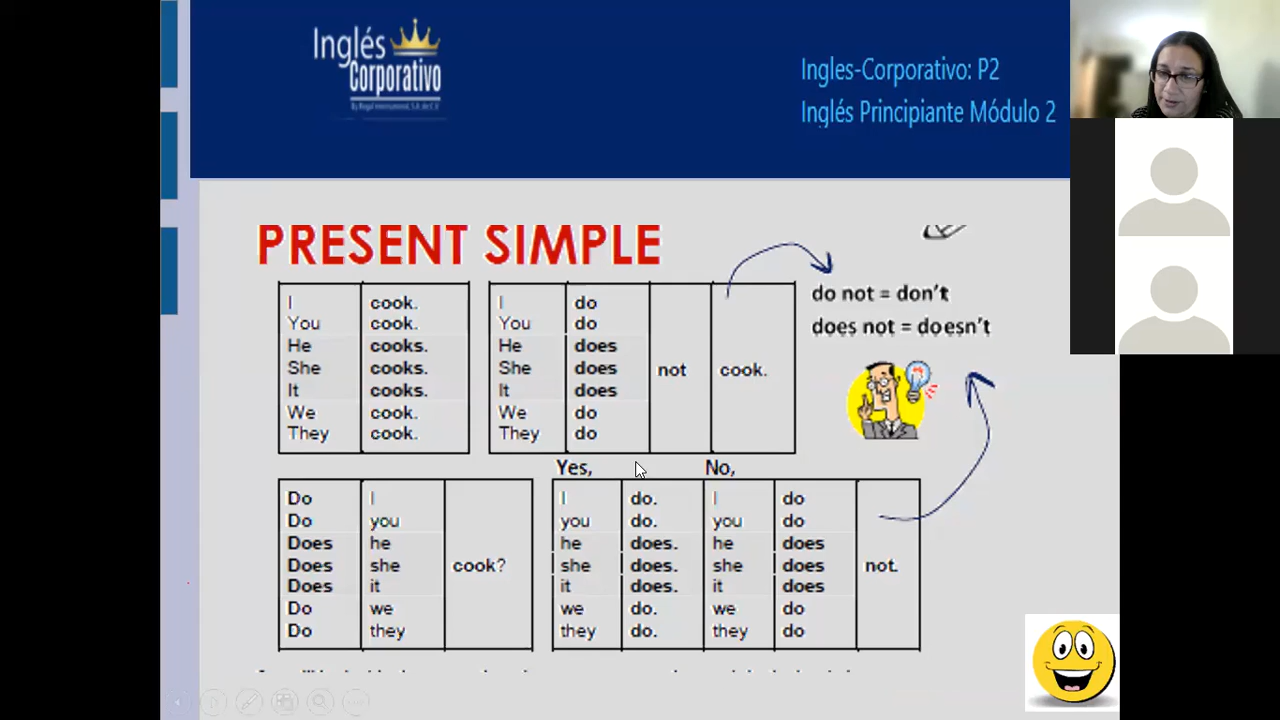 Inglés
Corporativo
Ingles-Corporativo: P2
Inglés Principiante Módulo 2
PRESENT SIMPLE
I cook.
You cook.
He cooks.
She cooks.
It cooks.
We cook.
They cook.
I do
You do
He does
She does not cook.
It does
We do
They do
do not = don't
does not = doesn't
Do I
Do you
Does he
Does she cook?
Does it
Do we
Do they
Yes, No,
I do. I do
you do. you do
he does. he does
she does. she does not.
it does. it does
we do. we do
they do. they do